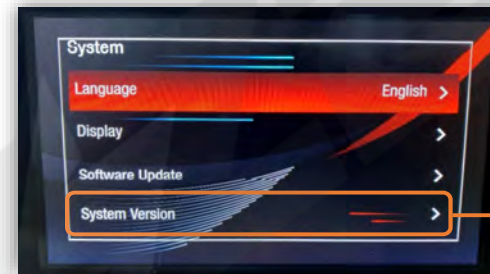 System
Language English
Display
Software Update
System Version